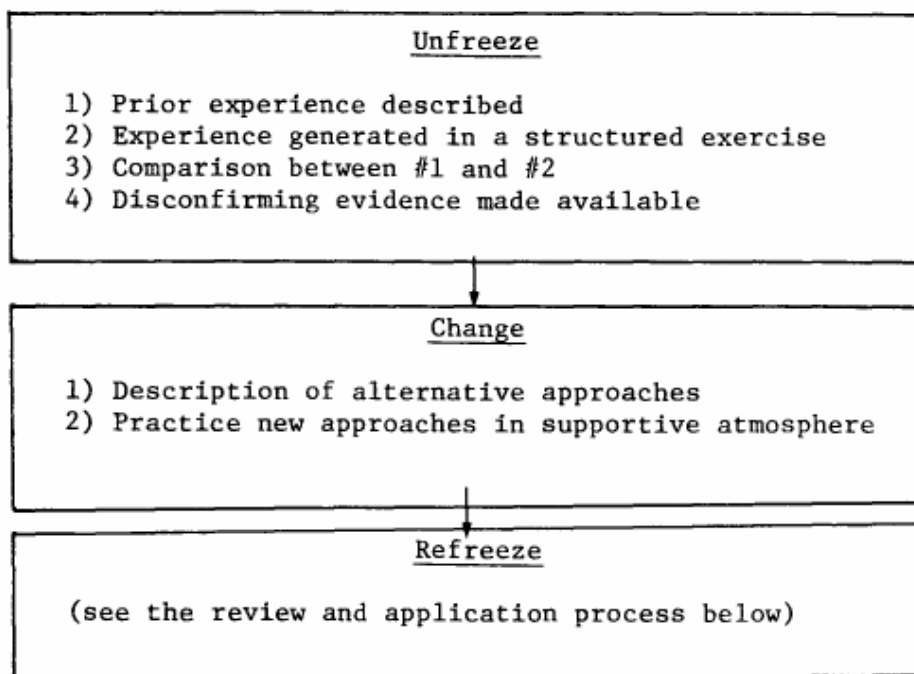 Unfreeze
1) Prior experience described
2) Experience generated in a structured exercise
3) Comparison between #1 and #2
4) Disconfirming evidence made available
Change
1) Description of alternative approaches
2) Practice new approaches in supportive atmosphere
Refreeze
(see the review and application process below)